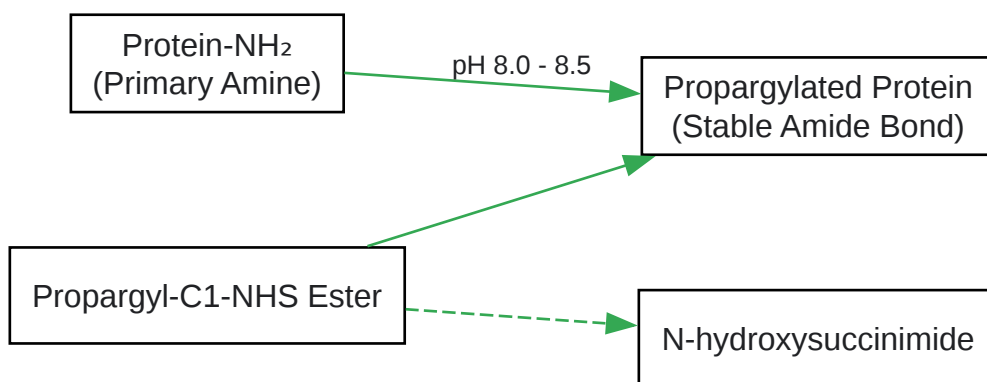 Protein-NH₂
(Primary Amine)
pH 8.0 - 8.5
Propargylated Protein
(Stable Amide Bond)
Propargyl-C1-NHS Ester
N-hydroxysuccinimide